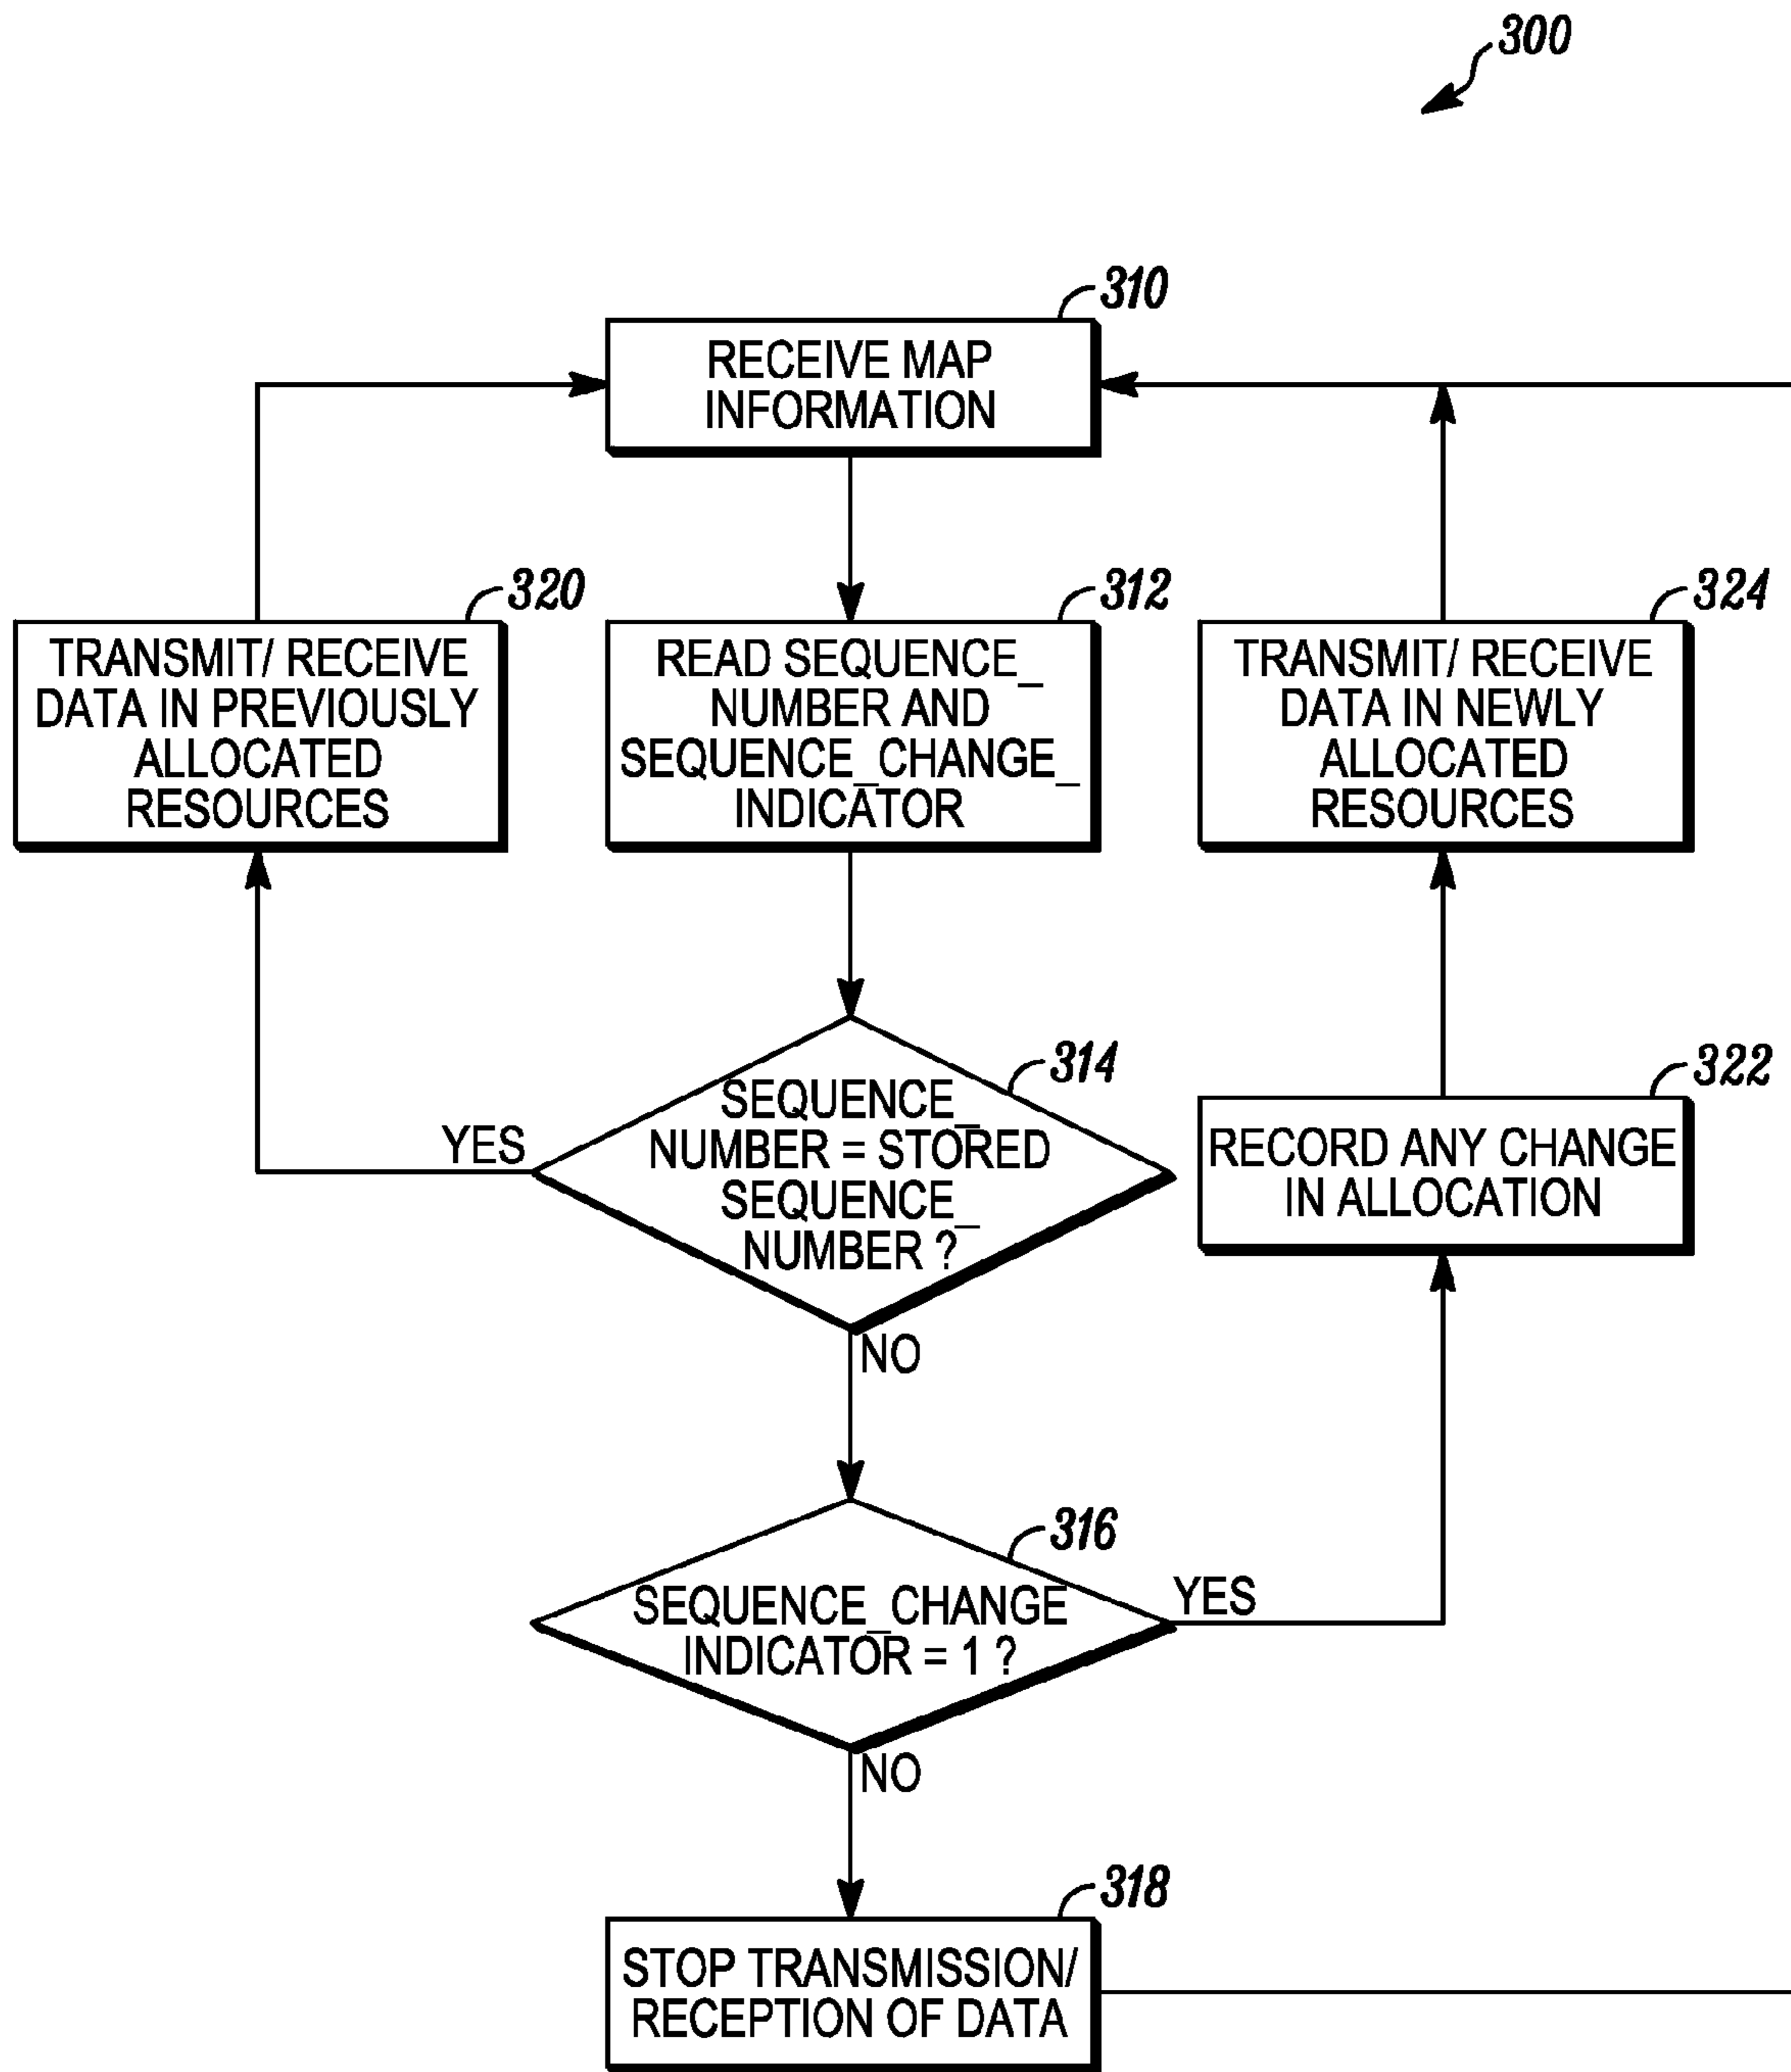 300
310
RECEIVE MAP
INFORMATION
320
TRANSMIT/ RECEIVE
DATA IN PREVIOUSLY
ALLOCATED
RESOURCES
312
READ SEQUENCE_
NUMBER AND
SEQUENCE_CHANGE_
INDICATOR
324
TRANSMIT/ RECEIVE
DATA IN NEWLY
ALLOCATED
RESOURCES
314
SEQUENCE_
NUMBER = STORED
SEQUENCE_
NUMBER ?
YES
NO
322
RECORD ANY CHANGE
IN ALLOCATION
316
SEQUENCE_CHANGE
INDICATOR = 1 ?
YES
NO
318
STOP TRANSMISSION/
RECEPTION OF DATA